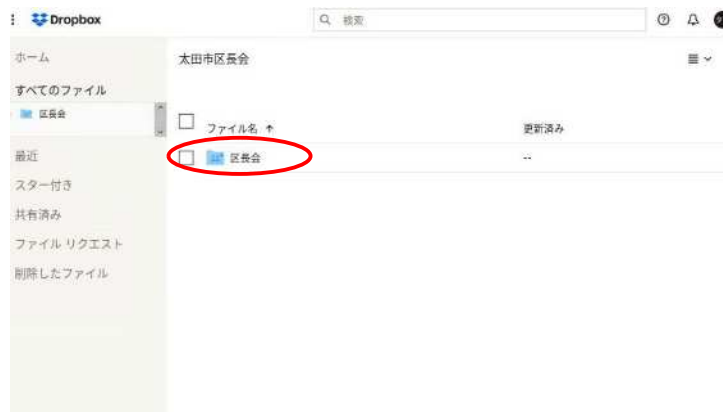 Dropbox
検索
ホーム
太田市区長会
すべてのファイル
区長会
ファイル名 ↑
更新済み
区長会
--
最近
スター付き
共有済み
ファイル リクエスト
削除したファイル